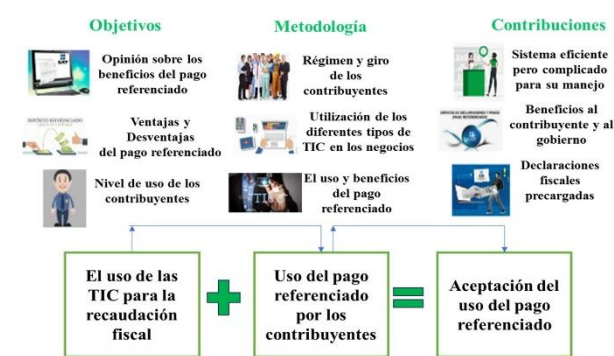 Objetivos
Opinión sobre los
beneficios del pago
referenciado
Ventajas y
Desventajas
del pago referenciado
Nivel de uso de los
contribuyentes
Metodología
Régimen y giro
de los
contribuyentes
Utilización de los
diferentes tipos de
TIC en los negocios
El uso y beneficios
del pago
referenciado
Contribuciones
Sistema eficiente
pero complicado
para su manejo
Beneficios al
contribuyente y al
gobierno
Declaraciones
fiscales
precargadas
El uso de las
TIC para la
recaudación
fiscal
Uso del pago
referenciado
por los
contribuyentes
Aceptación del
uso del pago
referenciado